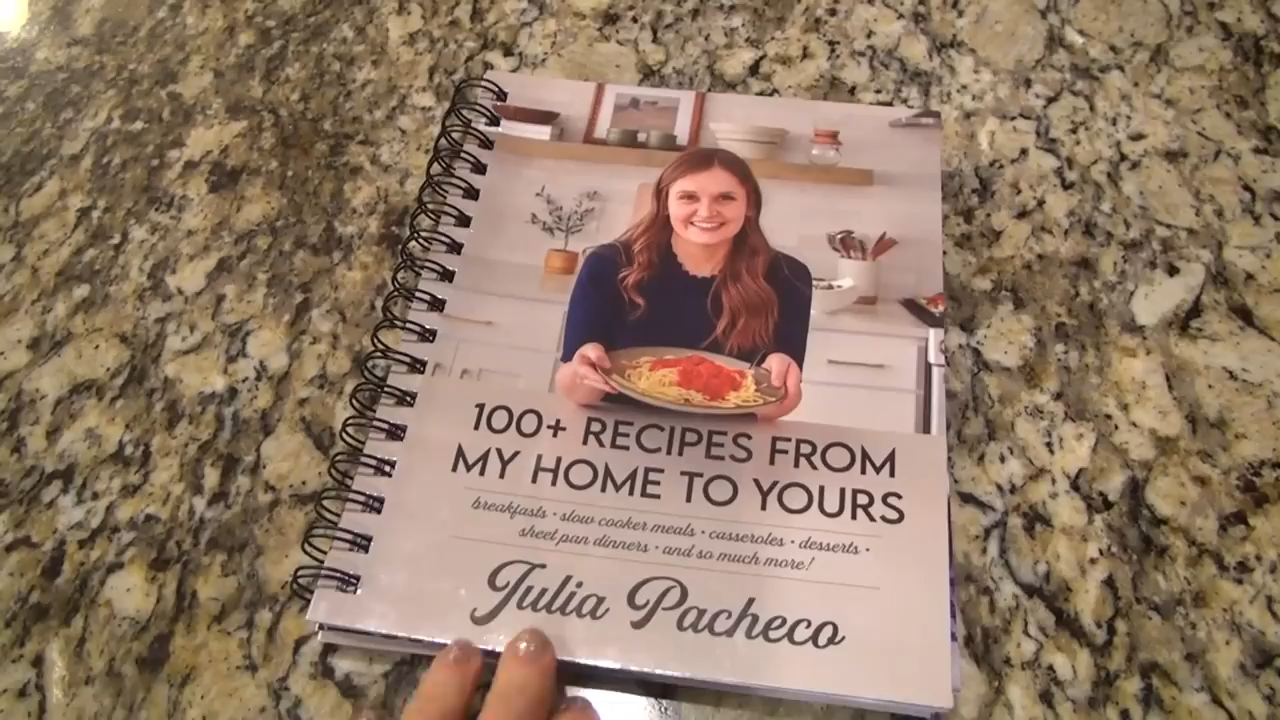 100+ RECIPES FROM
MY HOME TO YOURS
breakfasts • slow cooker meals • casseroles • desserts •
sheet pan dinners • and so much more!
Julia Pacheco